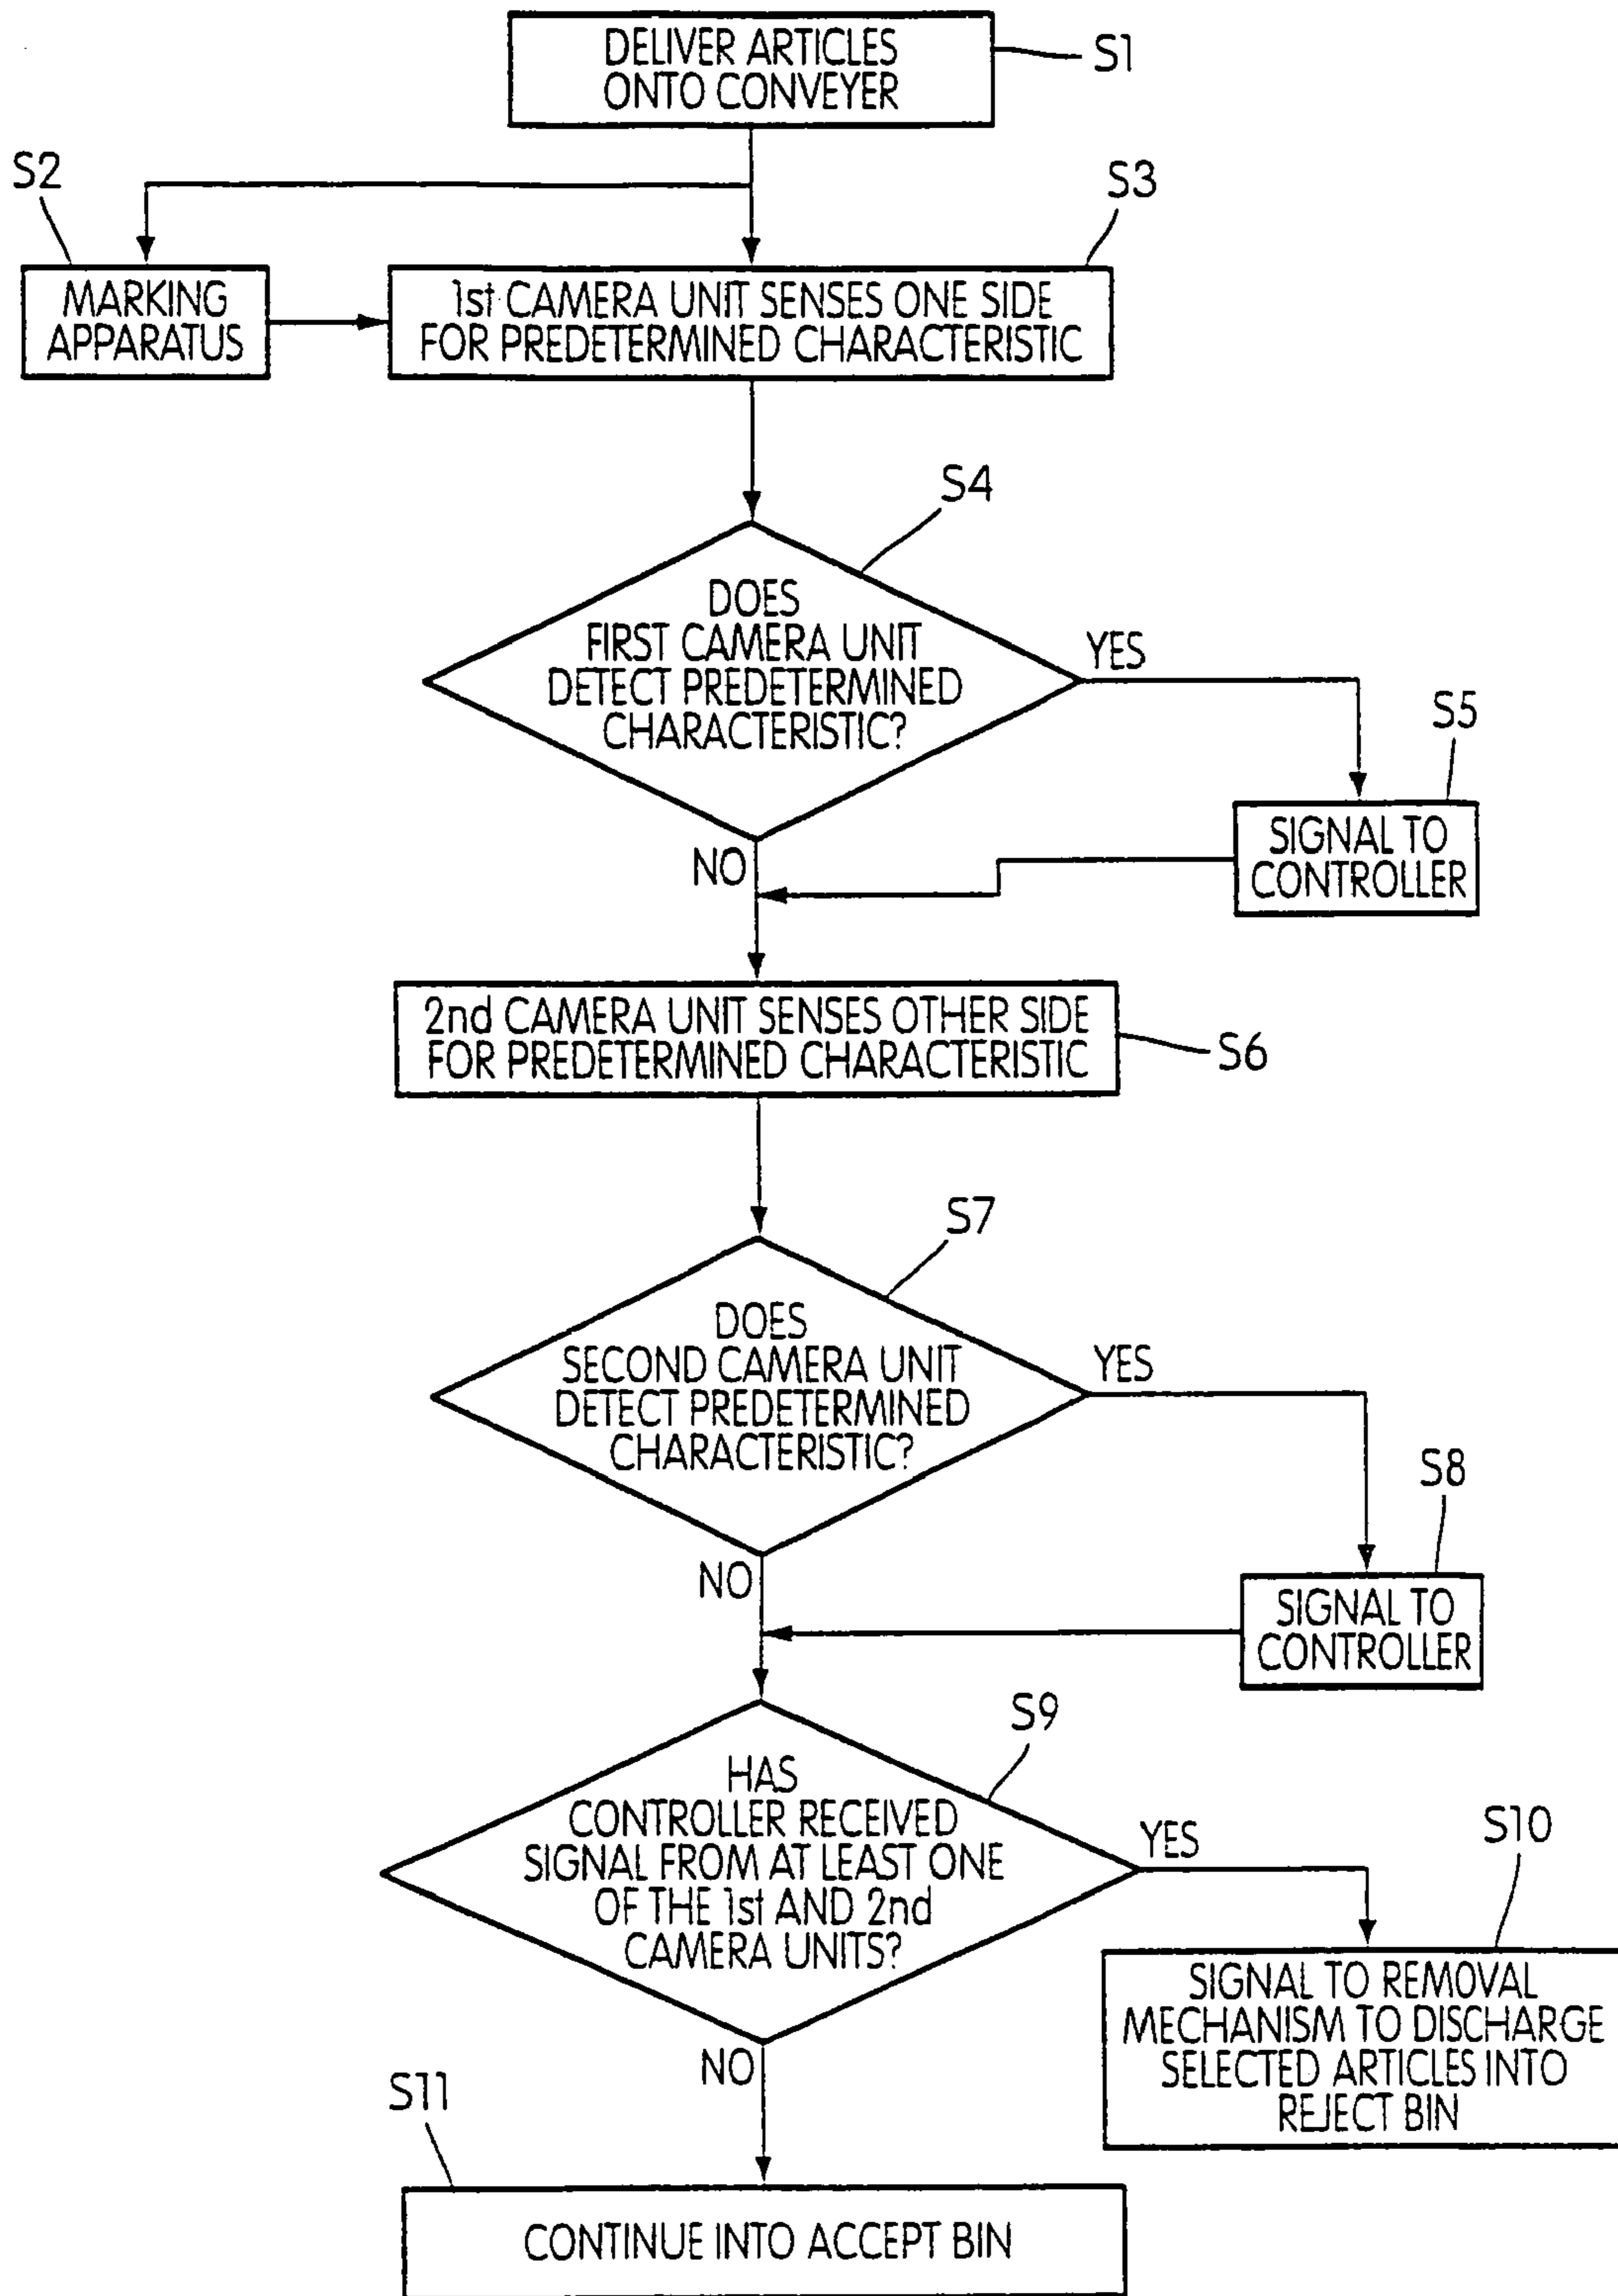 DELIVER ARTICLES
ONTO CONVEYER
S1
S2
S3
MARKING
APPARATUS
1st CAMERA UNIT SENSES ONE SIDE
FOR PREDETERMINED CHARACTERISTIC
S4
DOES
FIRST CAMERA UNIT
DETECT PREDETERMINED
CHARACTERISTIC?
YES
S5
SIGNAL TO
CONTROLLER
NO
2nd CAMERA UNIT SENSES OTHER SIDE
FOR PREDETERMINED CHARACTERISTIC
S6
S7
DOES
SECOND CAMERA UNIT
DETECT PREDETERMINED
CHARACTERISTIC?
YES
S8
SIGNAL TO
CONTROLLER
NO
S9
HAS
CONTROLLER RECEIVED
SIGNAL FROM AT LEAST ONE
OF THE 1st AND 2nd
CAMERA UNITS?
YES
S10
SIGNAL TO REMOVAL
MECHANISM TO DISCHARGE
SELECTED ARTICLES INTO
REJECT BIN
NO
S11
CONTINUE INTO ACCEPT BIN